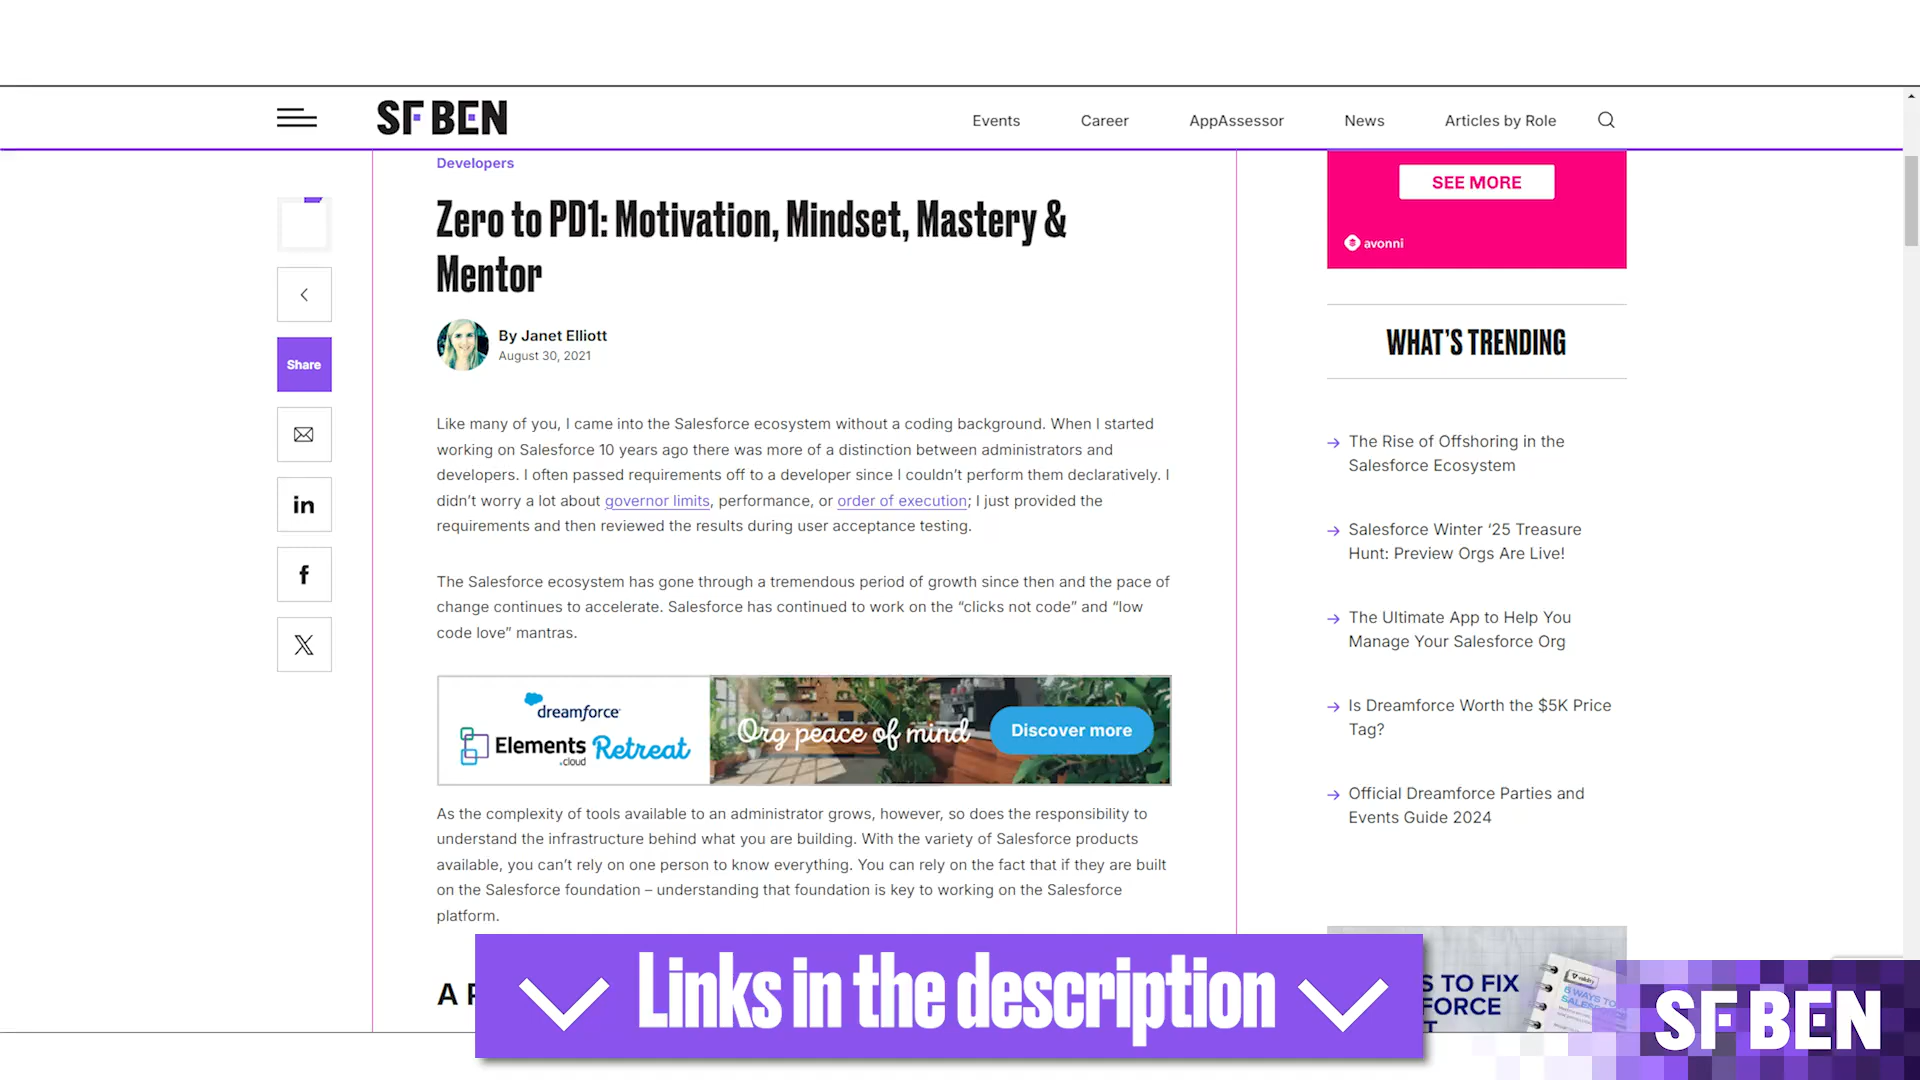 SF BEN
Events
Career
AppAssessor
News
Articles by Role
Developers
Zero to PD1: Motivation, Mindset, Mastery &
Mentor
By Janet Elliott
August 30, 2021
Share
in
f
X
Like many of you, I came into the Salesforce ecosystem without a coding background. When I started
working on Salesforce 10 years ago there was more of a distinction between administrators and
developers. I often passed requirements off to a developer since I couldn’t perform them declaratively. I
didn’t worry a lot about governor limits, performance, or order of execution; I just provided the
requirements and then reviewed the results during user acceptance testing.
The Salesforce ecosystem has gone through a tremendous period of growth since then and the pace of
change continues to accelerate. Salesforce has continued to work on the “clicks not code” and “low
code love” mantras.
dreamforce
Elements
.cloud
Retreat
Org peace of mind
Discover more
As the complexity of tools available to an administrator grows, however, so does the responsibility to
understand the infrastructure behind what you are building. With the variety of Salesforce products
available, you can’t rely on one person to know everything. You can rely on the fact that if they are built
on the Salesforce foundation – understanding that foundation is key to working on the Salesforce
platform.
SEE MORE
avonni
WHAT’S TRENDING
The Rise of Offshoring in the
Salesforce Ecosystem
Salesforce Winter ‘25 Treasure
Hunt: Preview Orgs Are Live!
The Ultimate App to Help You
Manage Your Salesforce Org
Is Dreamforce Worth the $5K Price
Tag?
Official Dreamforce Parties and
Events Guide 2024
A
Links in the description
S TO FIX
FORCE
SF BEN